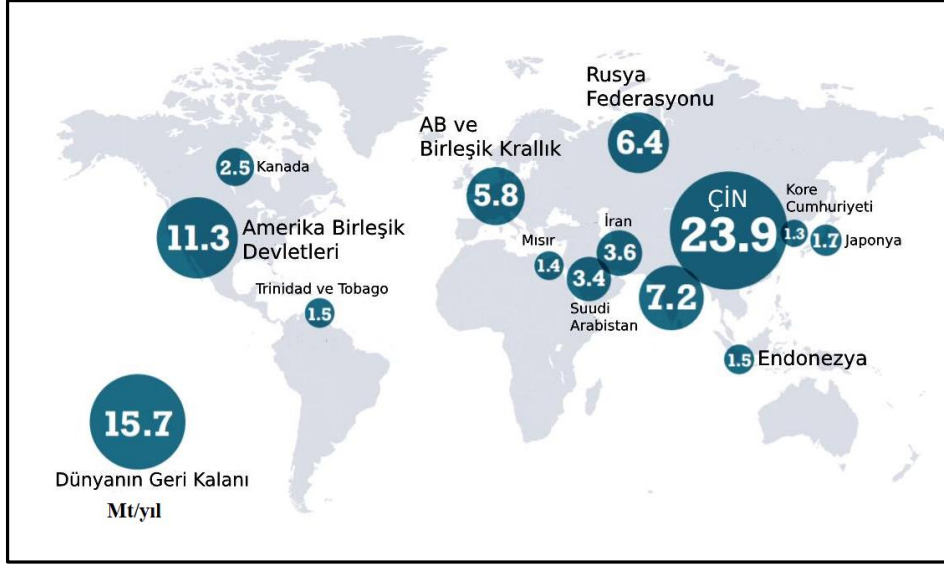 Rusya
Federasyonu
6.4
AB ve
Birleşik Krallık
5.8
2.5 Kanada
11.3
Amerika Birleşik
Devletleri
Trinidad ve Tobago
1.5
Mısır
1.4
İran
3.6
3.4
Suudi
Arabistan
7.2
ÇİN
23.9
Kore
Cumhuriyeti
1.3
1.7 Japonya
1.5 Endonezya
15.7
Dünyanın Geri Kalanı
Mt/yıl